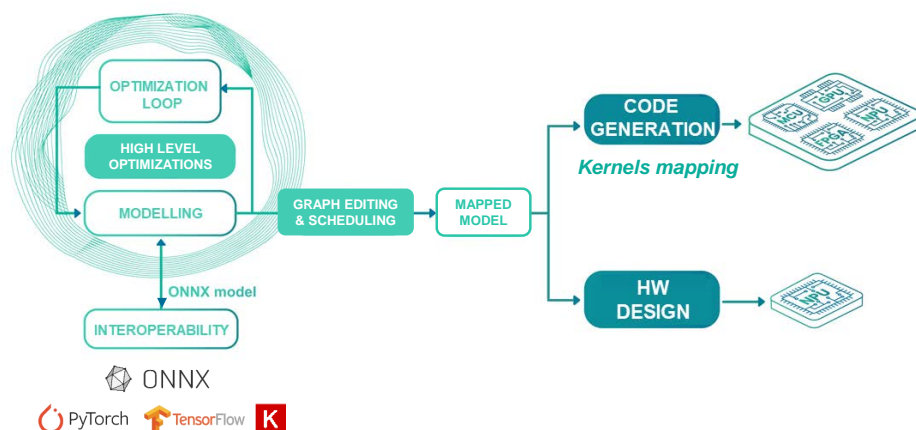 OPTIMIZATION
LOOP
HIGH LEVEL
OPTIMIZATIONS
MODELLING
GRAPH EDITING
& SCHEDULING
MAPPED
MODEL
CODE
GENERATION
Kernels mapping
GPU
MCU
NPU
FPGA
HW
DESIGN
NPU
ONNX model
INTEROPERABILITY
ONNX
PyTorch
TensorFlow
K